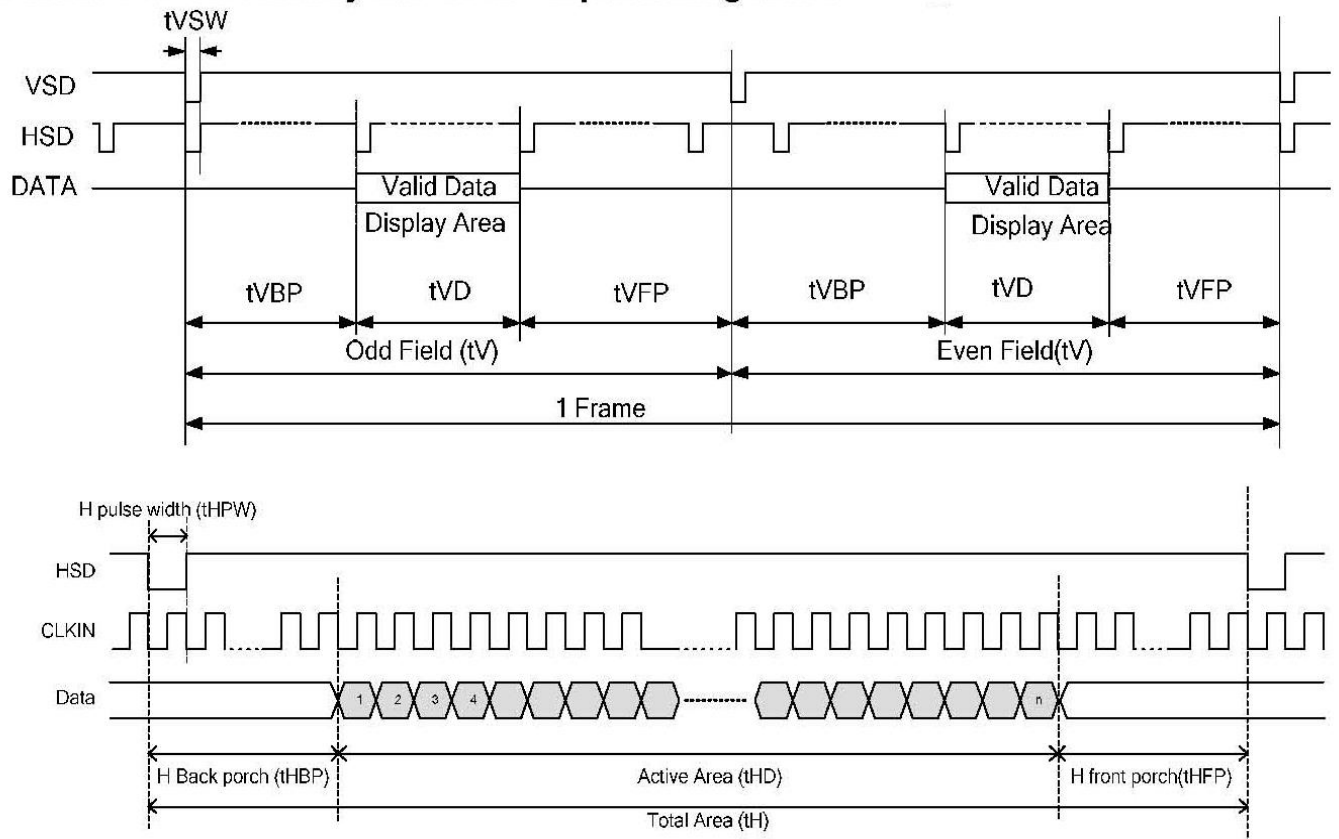 tVSW
VSD
HSD
DATA
Valid Data
Valid Data
Display Area
Display Area
tVBP
tVD
tVFP
tVBP
tVD
tVFP
Odd Field (tV)
Even Field(tV)
1 Frame
H pulse width (tHPW)
HSD
CLKIN
Data
1
2
3
4
n
H Back porch (tHBP)
Active Area (tHD)
H front porch(tHFP)
Total Area (tH)